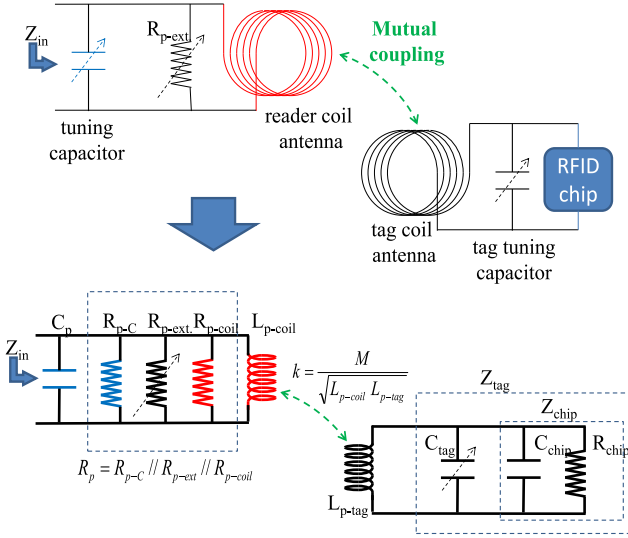 Z_in
R_p-ext.
Mutual
coupling
tuning
capacitor
reader coil
antenna
RFID
chip
tag coil
antenna
tag tuning
capacitor
C_p
R_p-C
R_p-ext.
R_p-coil
L_p-coil
Z_in
k = M / √(L_p-coil L_p-tag)
Z_tag
Z_chip
C_tag
C_chip
R_chip
L_p-tag
R_p = R_p-C // R_p-ext // R_p-coil